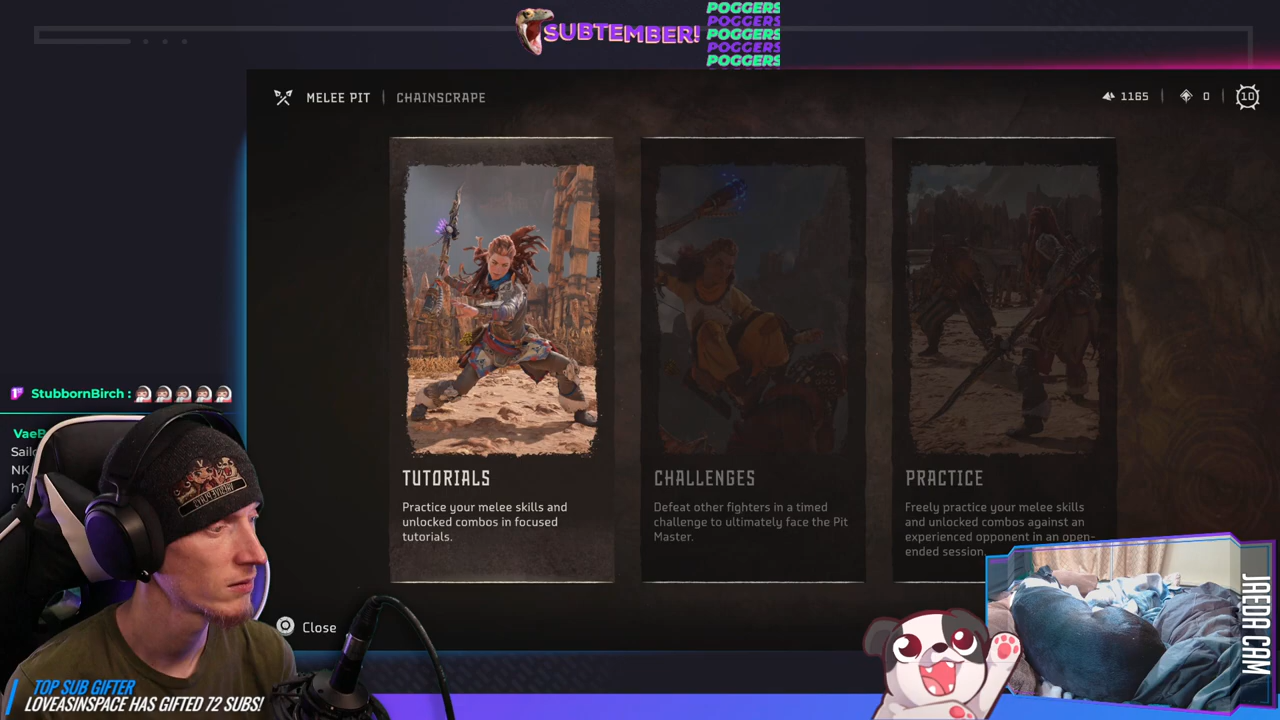 SUBTEMBER!
POGGERS
POGGERS
POGGERS
POGGERS
POGGERS
MELEE PIT | CHAINSCRAPE
1165
0
10
StubbornBirch :
VaeB
Sail
NK
h?
TUTORIALS
Practice your melee skills and
unlocked combos in focused
tutorials.
CHALLENGES
Defeat other fighters in a timed
challenge to ultimately face the Pit
Master.
PRACTICE
Freely practice your melee skills
and unlocked combos against an
experienced opponent in an open-
ended session.
Close
JAEDA CAM
TOP SUB GIFTER
LOVEASINSPACE HAS GIFTED 72 SUBS!